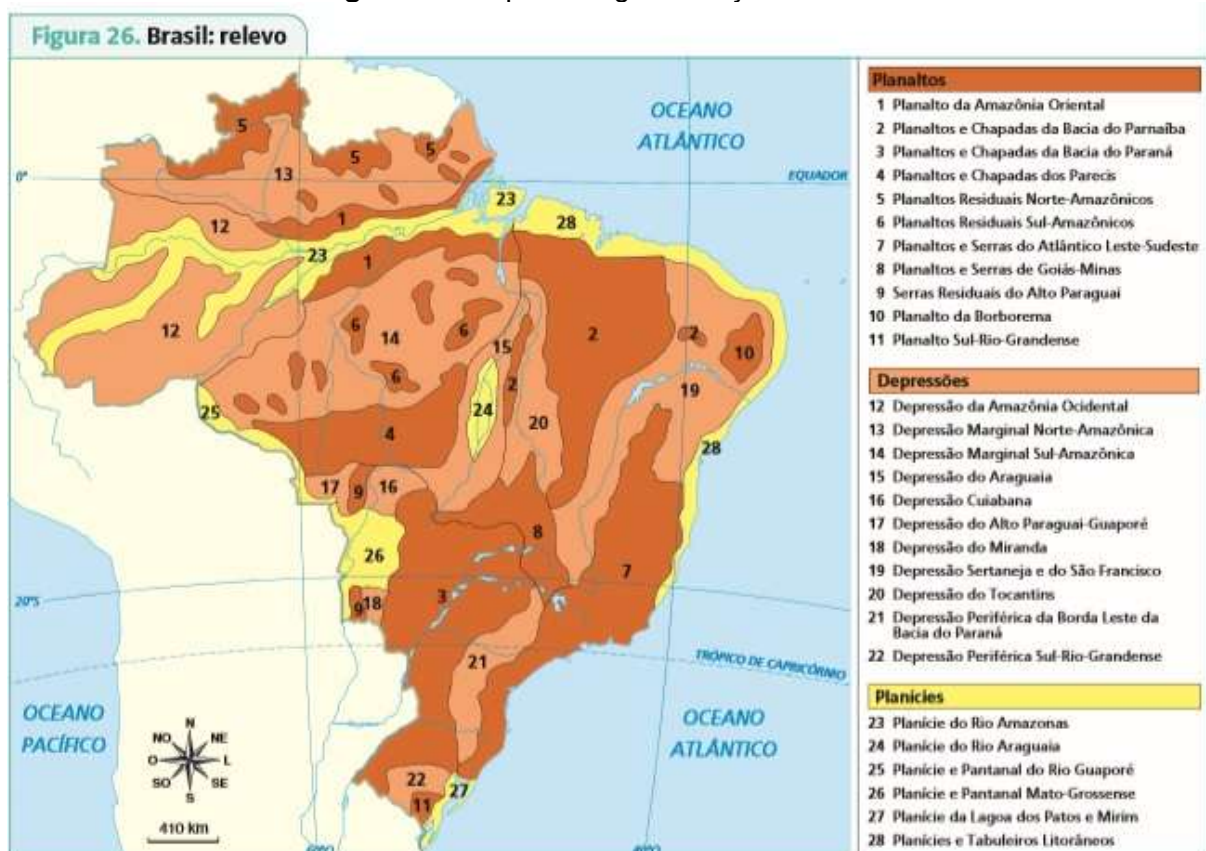 Figura 26. Brasil: relevo
OCEANO
ATLÂNTICO
EQUADOR
0°
5
5
5
13
12
1
23
23
28
1
12
14
6
6
6
2
2
10
15
2
24
20
19
25
4
28
17
9
16
26
8
7
3
20°S
9
18
21
TRÓPICO DE CAPRICÓRNIO
OCEANO
PACÍFICO
OCEANO
ATLÂNTICO
N
NO
NE
O
L
SO
SE
S
410 km
22
11
27
Planaltos
1 Planalto da Amazônia Oriental
2 Planaltos e Chapadas da Bacia do Parnaíba
3 Planaltos e Chapadas da Bacia do Paraná
4 Planaltos e Chapadas dos Parecis
5 Planaltos Residuais Norte-Amazônicos
6 Planaltos Residuais Sul-Amazônicos
7 Planaltos e Serras do Atlântico Leste-Sudeste
8 Planaltos e Serras de Goiás-Minas
9 Serras Residuais do Alto Paraguai
10 Planalto da Borborema
11 Planalto Sul-Rio-Grandense
Depressões
12 Depressão da Amazônia Ocidental
13 Depressão Marginal Norte-Amazônica
14 Depressão Marginal Sul-Amazônica
15 Depressão do Araguaia
16 Depressão Cuiabana
17 Depressão do Alto Paraguai-Guaporé
18 Depressão do Miranda
19 Depressão Sertaneja e do São Francisco
20 Depressão do Tocantins
21 Depressão Periférica da Borda Leste da
Bacia do Paraná
22 Depressão Periférica Sul-Rio-Grandense
Planícies
23 Planície do Rio Amazonas
24 Planície do Rio Araguaia
25 Planície e Pantanal do Rio Guaporé
26 Planície e Pantanal Mato-Grossense
27 Planície da Lagoa dos Patos e Mirim
28 Planícies e Tabuleiros Litorâneos